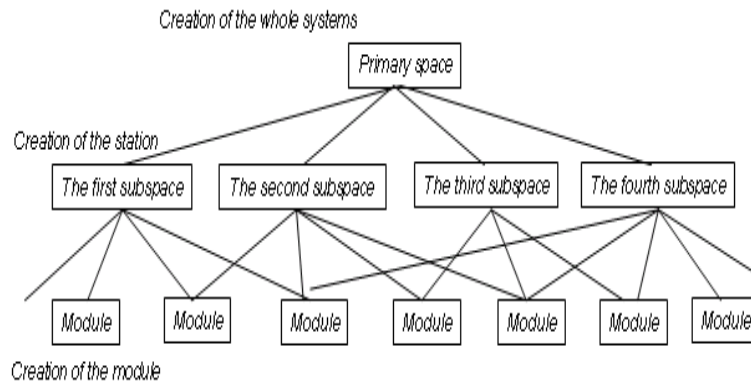 Creation of the whole systems
Primary space
Creation of the station
The first subspace
The second subspace
The third subspace
The fourth subspace
Module
Module
Module
Module
Module
Module
Module
Creation of the module